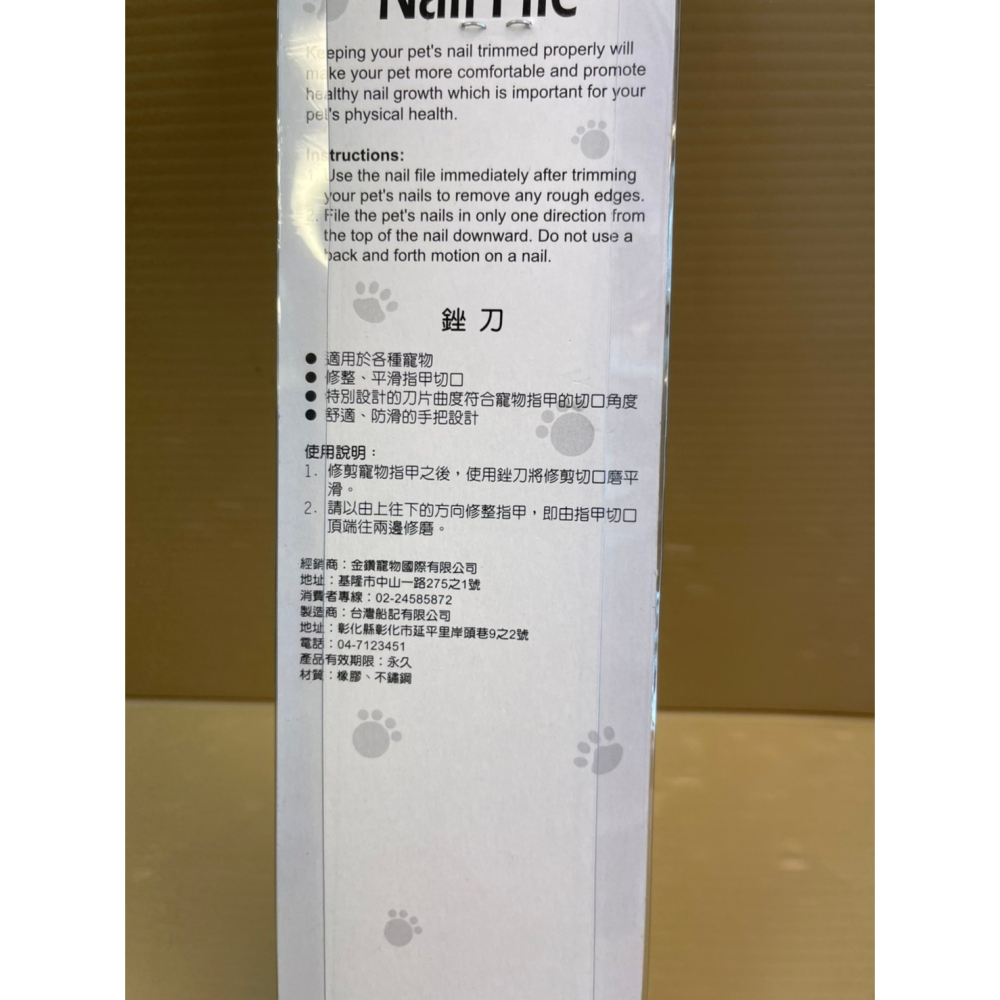 Nail File
Keeping your pet's nail trimmed properly will
make your pet more comfortable and promote
healthy nail growth which is important for your
pet's physical health.
Instructions:
1. Use the nail file immediately after trimming
your pet's nails to remove any rough edges.
2. File the pet's nails in only one direction from
the top of the nail downward. Do not use a
back and forth motion on a nail.
銼 刀
● 適用於各種寵物
● 修整、平滑指甲切口
● 特別設計的刀片曲度符合寵物指甲的切口角度
● 舒適、防滑的手把設計
使用說明：
1. 修剪寵物指甲之後，使用銼刀將修剪切口磨平
滑。
2. 請以由上往下的方向修整指甲，即由指甲切口
頂端往兩邊修磨。
經銷商：金鑽寵物國際有限公司
地址：基隆市中山一路275之1號
消費者專線：02-24585872
製造商：台灣船記有限公司
地址：彰化縣彰化市延平里岸頭巷9之2號
電話：04-7123451
產品有效期限：永久
材質：橡膠、不鏽鋼